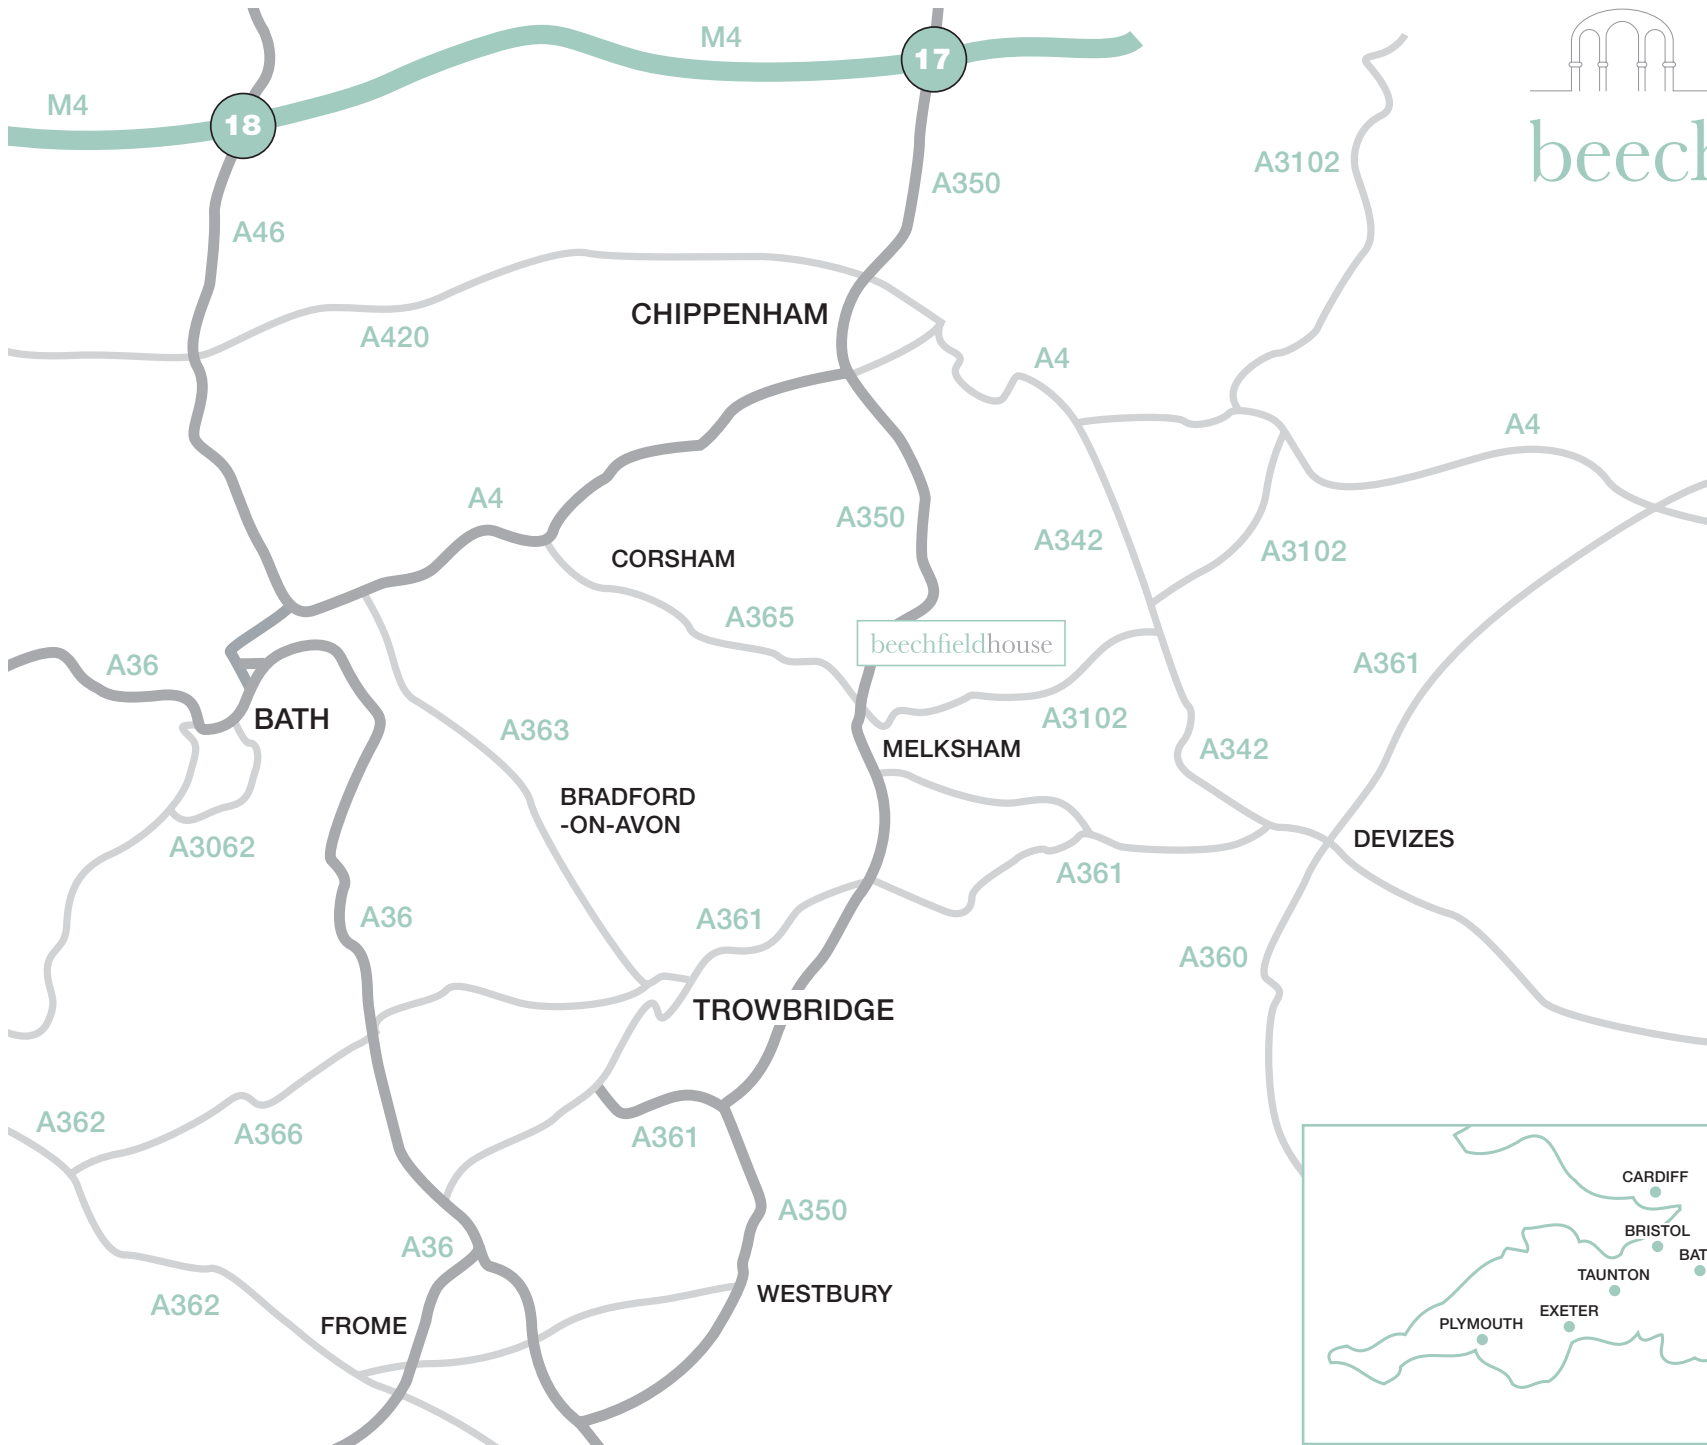 M4
17
M4
18
A3102
beech
A350
A46
CHIPPENHAM
A420
A4
A4
A4
A350
A342
CORSHAM
A3102
A365
beechfieldhouse
A36
A361
BATH
A363
A3102
MELKSHAM
A342
BRADFORD
-ON-AVON
DEVIZES
A3062
A361
A36
A361
A360
TROWBRIDGE
A362
A366
A361
A350
A36
WESTBURY
A362
FROME
CARDIFF
BRISTOL
BAT
TAUNTON
EXETER
PLYMOUTH